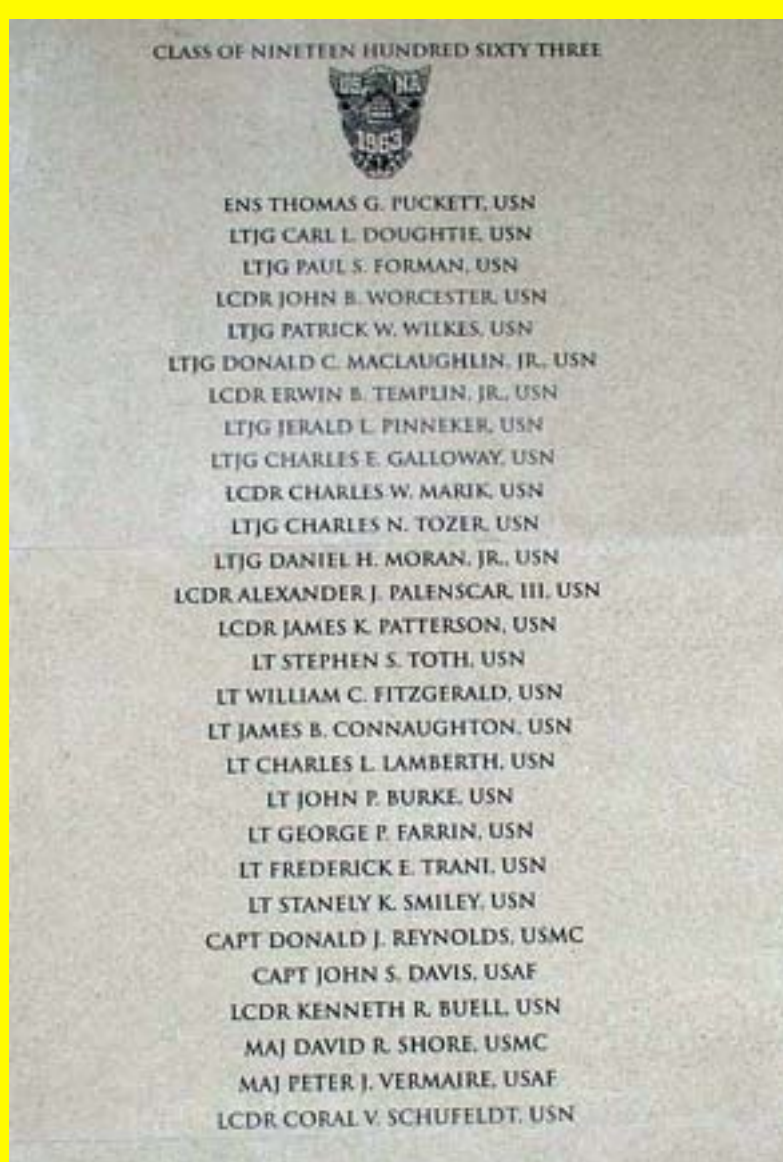 CLASS OF NINETEEN HUNDRED SIXTY THREE
US NA
1963
ENS THOMAS G. PUCKETT, USN
LTJG CARL L. DOUGHTIE, USN
LTJG PAUL S. FORMAN, USN
LCDR JOHN B. WORCESTER, USN
LTJG PATRICK W. WILKES, USN
LTJG DONALD C. MACLAUGHLIN, JR., USN
LCDR ERWIN B. TEMPLIN, JR., USN
LTJG JERALD L. PINNEKER, USN
LTJG CHARLES E. GALLOWAY, USN
LCDR CHARLES W. MARIK, USN
LTJG CHARLES N. TOZER, USN
LTJG DANIEL H. MORAN, JR., USN
LCDR ALEXANDER J. PALENSCAR, III, USN
LCDR JAMES K. PATTERSON, USN
LT STEPHEN S. TOTH, USN
LT WILLIAM C. FITZGERALD, USN
LT JAMES B. CONNAUGHTON, USN
LT CHARLES L. LAMBERTH, USN
LT JOHN P. BURKE, USN
LT GEORGE P. FARRIN, USN
LT FREDERICK E. TRANI, USN
LT STANELY K. SMILEY, USN
CAPT DONALD J. REYNOLDS, USMC
CAPT JOHN S. DAVIS, USAF
LCDR KENNETH R. BUELL, USN
MAJ DAVID R. SHORE, USMC
MAJ PETER J. VERMAIRE, USAF
LCDR CORAL V. SCHUFELDT, USN